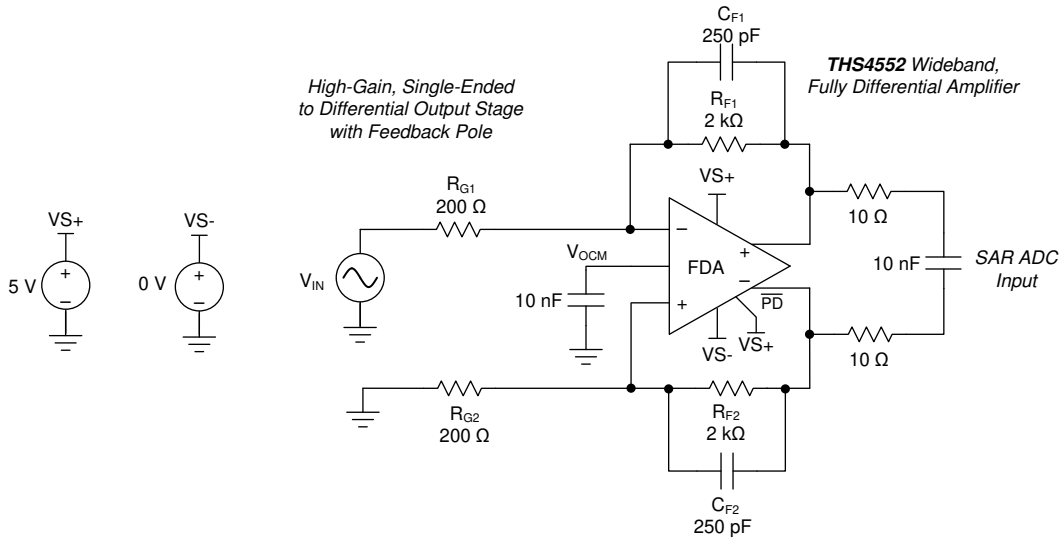 C_F1
250 pF
THS4552 Wideband,
Fully Differential Amplifier
High-Gain, Single-Ended
to Differential Output Stage
with Feedback Pole
R_F1
2 kΩ
VS+
R_G1
200 Ω
10 Ω
VS+
VS-
V_OCM
−
FDA
+
−
+
5 V
+
−
0 V
+
−
V_IN
10 nF
PD
10 nF
SAR ADC
Input
VS-
VS+
10 Ω
R_G2
200 Ω
R_F2
2 kΩ
C_F2
250 pF